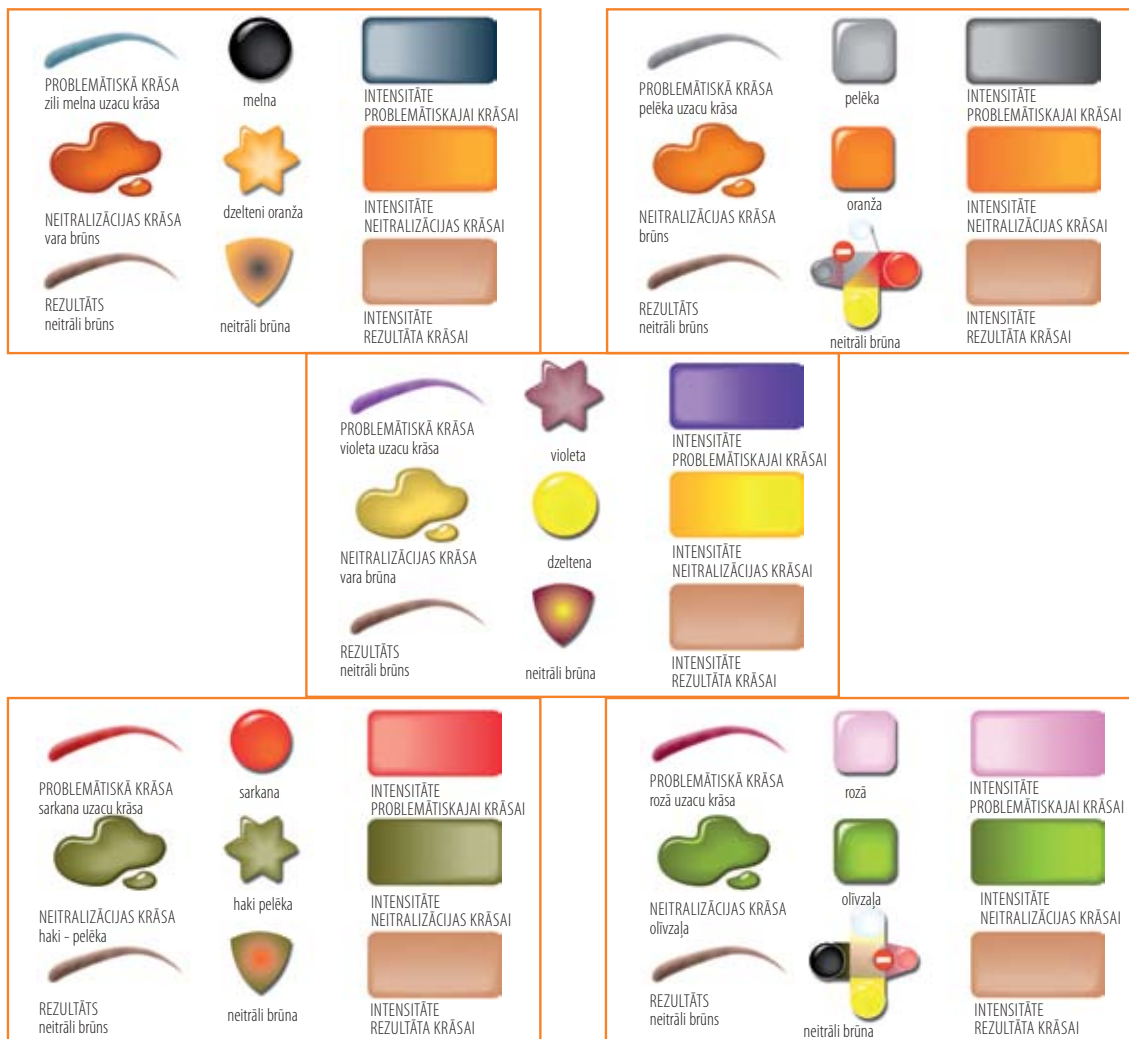 PROBLEMĀTISKĀ KRĀSA
zili melna uzacu krāsa
melna
INTENSITĀTE
PROBLEMĀTISKAJAI KRĀSAI
NEITRALIZĀCIJAS KRĀSA
vara brūns
dzelteni oranža
INTENSITĀTE
NEITRALIZĀCIJAS KRĀSAI
REZULTĀTS
neitrāli brūns
neitrāli brūna
INTENSITĀTE
REZULTĀTA KRĀSAI
PROBLEMĀTISKĀ KRĀSA
pelēka uzacu krāsa
pelēka
INTENSITĀTE
PROBLEMĀTISKAJAI KRĀSAI
NEITRALIZĀCIJAS KRĀSA
brūns
oranža
INTENSITĀTE
NEITRALIZĀCIJAS KRĀSAI
REZULTĀTS
neitrāli brūns
neitrāli brūna
INTENSITĀTE
REZULTĀTA KRĀSAI
PROBLEMĀTISKĀ KRĀSA
violeta uzacu krāsa
violeta
INTENSITĀTE
PROBLEMĀTISKAJAI KRĀSAI
NEITRALIZĀCIJAS KRĀSA
vara brūna
dzeltena
INTENSITĀTE
NEITRALIZĀCIJAS KRĀSAI
REZULTĀTS
neitrāli brūns
neitrāli brūna
INTENSITĀTE
REZULTĀTA KRĀSAI
PROBLEMĀTISKĀ KRĀSA
sarkana uzacu krāsa
sarkana
INTENSITĀTE
PROBLEMĀTISKAJAI KRĀSAI
NEITRALIZĀCIJAS KRĀSA
haki - pelēka
haki pelēka
INTENSITĀTE
NEITRALIZĀCIJAS KRĀSAI
REZULTĀTS
neitrāli brūns
neitrāli brūna
INTENSITĀTE
REZULTĀTA KRĀSAI
PROBLEMĀTISKĀ KRĀSA
rozā uzacu krāsa
rozā
INTENSITĀTE
PROBLEMĀTISKAJAI KRĀSAI
NEITRALIZĀCIJAS KRĀSA
olīvzaļa
olīvzaļa
INTENSITĀTE
NEITRALIZĀCIJAS KRĀSAI
REZULTĀTS
neitrāli brūns
neitrāli brūna
INTENSITĀTE
REZULTĀTA KRĀSAI